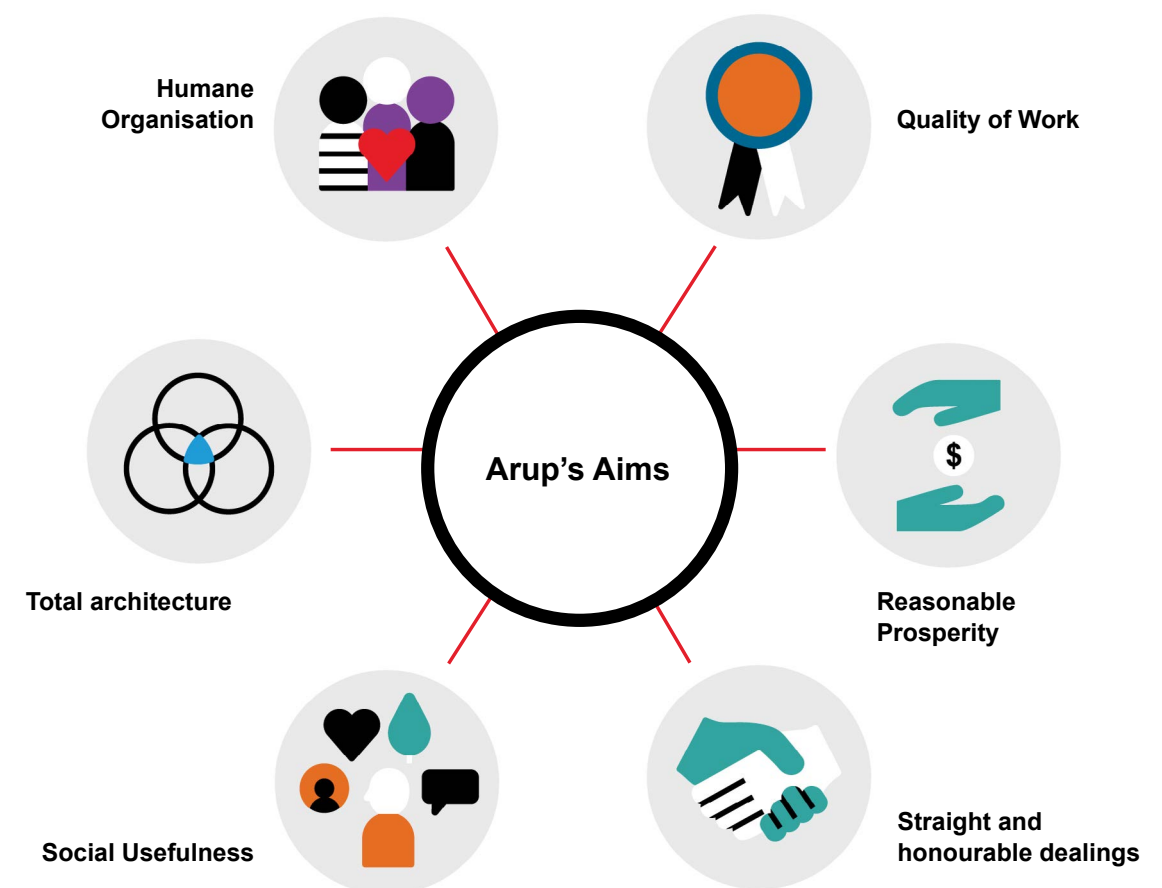 Humane
Organisation
Quality of Work
Arup’s Aims
$
Total architecture
Reasonable
Prosperity
Social Usefulness
Straight and
honourable dealings